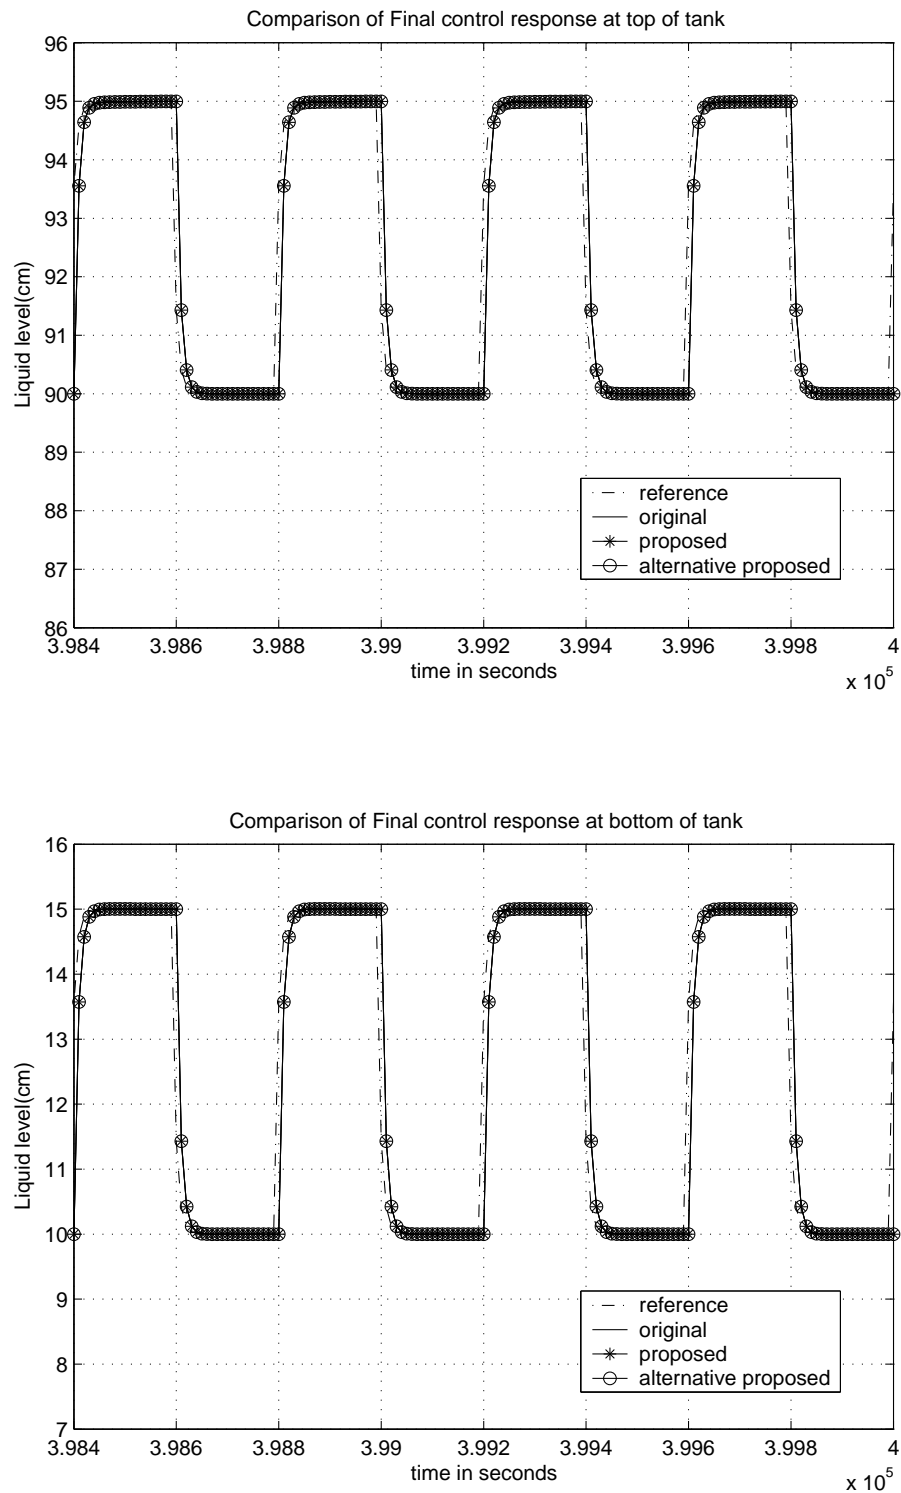 Comparison of Final control response at top of tank
96
95
94
93
92
91
90
89
88
87
86
Liquid level(cm)
reference
original
proposed
alternative proposed
3.984 3.986 3.988 3.99 3.992 3.994 3.996 3.998 4
time in seconds
x 10^5
Comparison of Final control response at bottom of tank
16
15
14
13
12
11
10
9
8
7
Liquid level(cm)
reference
original
proposed
alternative proposed
3.984 3.986 3.988 3.99 3.992 3.994 3.996 3.998 4
time in seconds
x 10^5